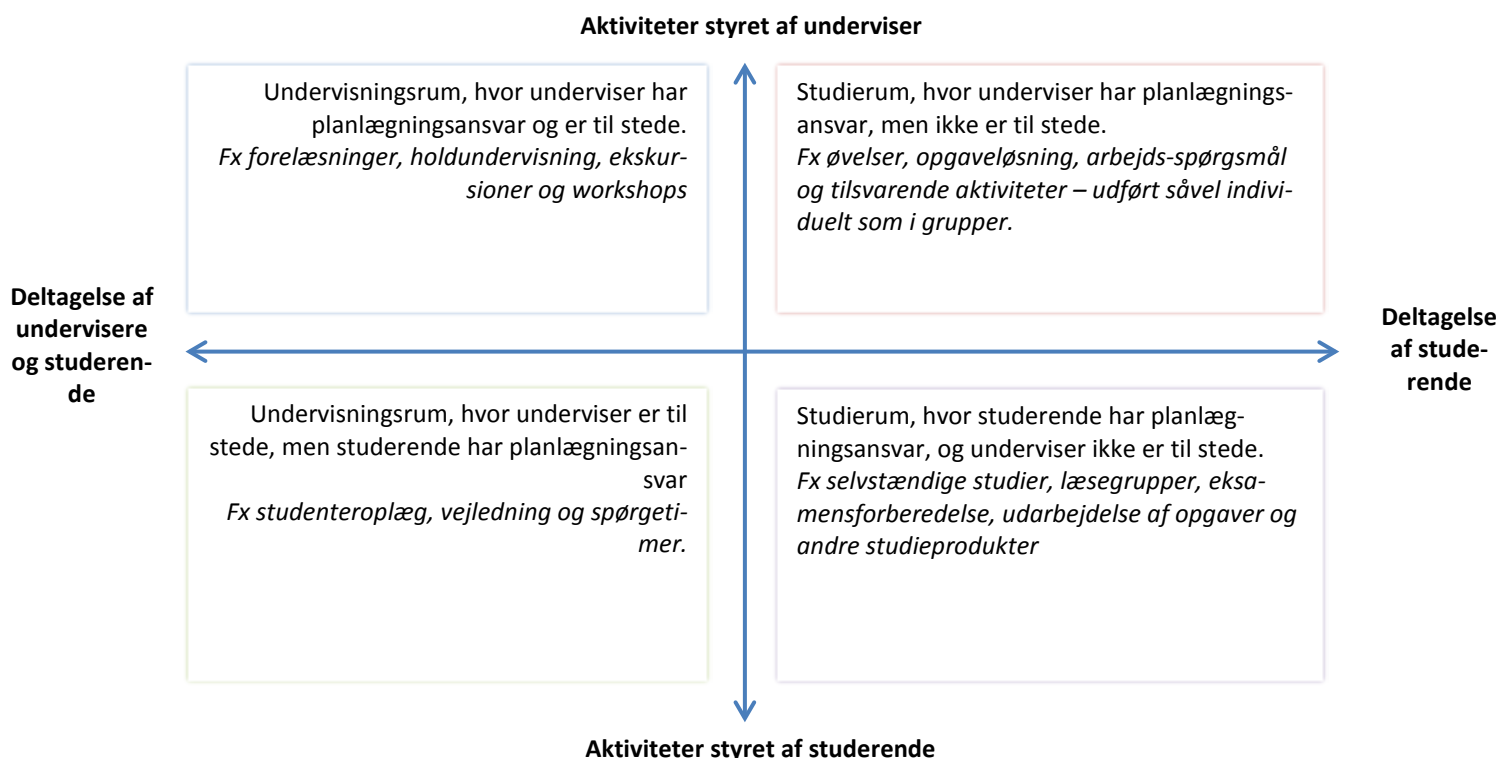 Aktiviteter styret af underviser
Undervisningsrum, hvor underviser har
planlægningsansvar og er til stede.
Fx forelæsninger, holdundervisning, ekskur-
sioner og workshops
Studierum, hvor underviser har planlægnings-
ansvar, men ikke er til stede.
Fx øvelser, opgaveløsning, arbejds-spørgsmål
og tilsvarende aktiviteter – udført såvel indivi-
duelt som i grupper.
Deltagelse af
undervisere
og studeren-
de
Deltagelse
af stude-
rende
Undervisningsrum, hvor underviser er til
stede, men studerende har planlægningsan-
svar
Fx studenteroplæg, vejledning og spørgeti-
mer.
Studierum, hvor studerende har planlæg-
ningsansvar, og underviser ikke er til stede.
Fx selvstændige studier, læsegrupper, eksa-
mensforberedelse, udarbejdelse af opgaver og
andre studieprodukter
Aktiviteter styret af studerende